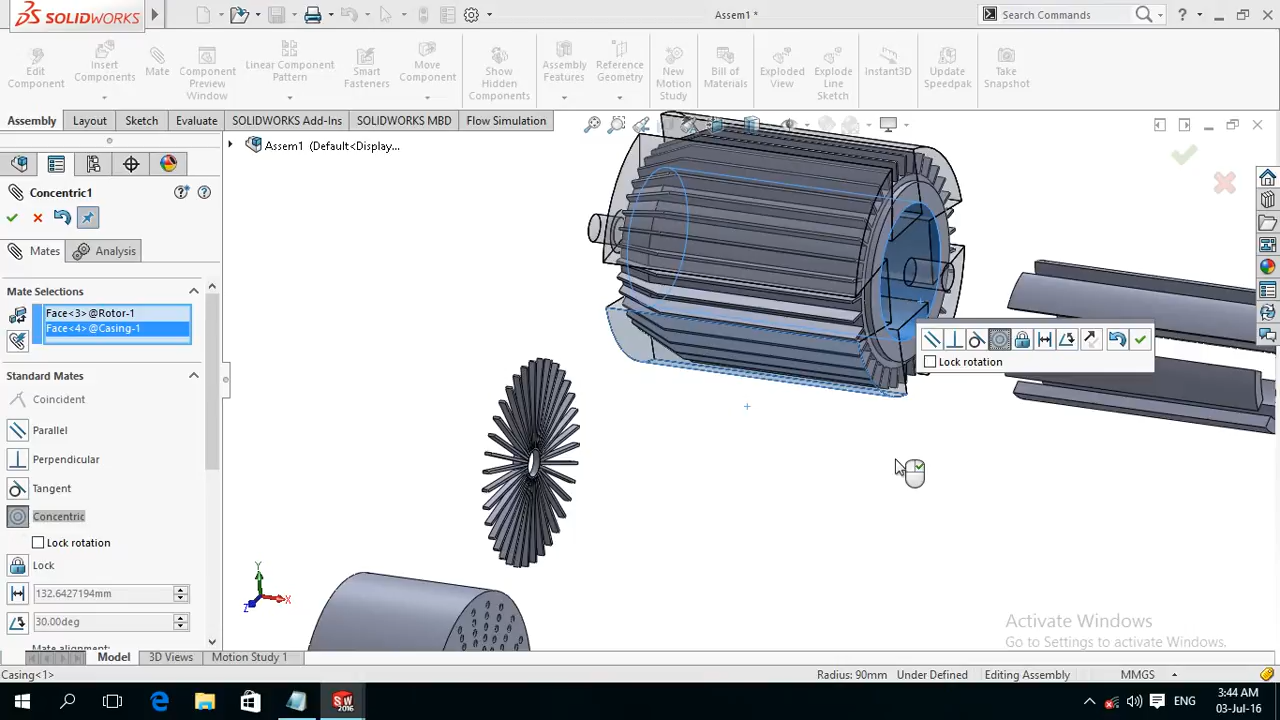 SOLIDWORKS
Assem1 *
Search Commands
?
Edit Component
Insert Components
Mate
Component Preview Window
Linear Component Pattern
Smart Fasteners
Move Component
Show Hidden Components
Assembly Features
Reference Geometry
New Motion Study
Bill of Materials
Exploded View
Explode Line Sketch
Instant3D
Update Speedpak
Take Snapshot
Assembly
Layout
Sketch
Evaluate
SOLIDWORKS Add-Ins
SOLIDWORKS MBD
Flow Simulation
Assem1 (Default<Display...
Concentric1
Mates
Analysis
Mate Selections
Face<3> @Rotor-1
Face<4> @Casing-1
Standard Mates
Coincident
Parallel
Perpendicular
Tangent
Concentric
Lock rotation
Lock
132.6427194mm
30.00deg
Mate alignment:
Lock rotation
Y
X
Z
Activate Windows
Go to Settings to activate Windows.
Model
3D Views
Motion Study 1
Casing<1>
Radius: 90mm
Under Defined
Editing Assembly
MMGS
SW
2016
ENG
3:44 AM
03-Jul-16